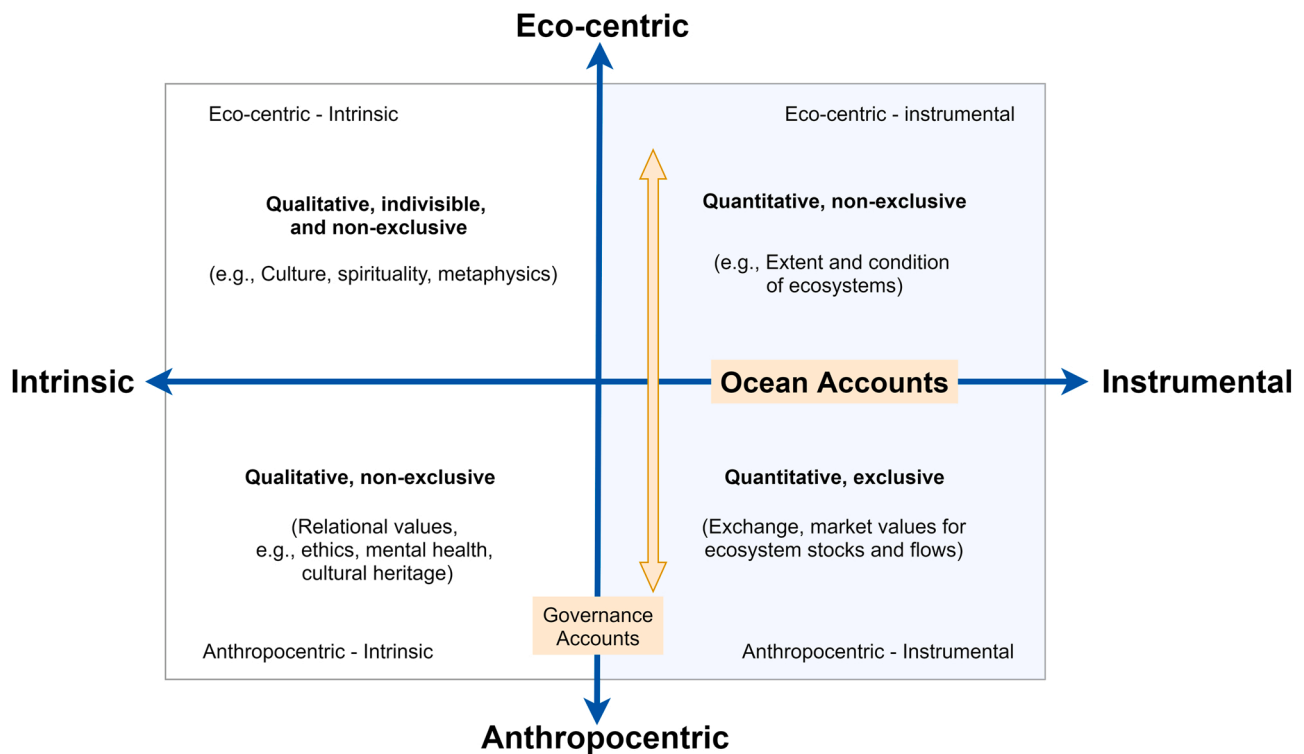 Eco-centric
Eco-centric - Intrinsic
Eco-centric - instrumental
Qualitative, indivisible,
and non-exclusive
(e.g., Culture, spirituality, metaphysics)
Quantitative, non-exclusive
(e.g., Extent and condition
of ecosystems)
Intrinsic
Ocean Accounts
Instrumental
Qualitative, non-exclusive
(Relational values,
e.g., ethics, mental health,
cultural heritage)
Quantitative, exclusive
(Exchange, market values for
ecosystem stocks and flows)
Governance
Accounts
Anthropocentric - Intrinsic
Anthropocentric - Instrumental
Anthropocentric